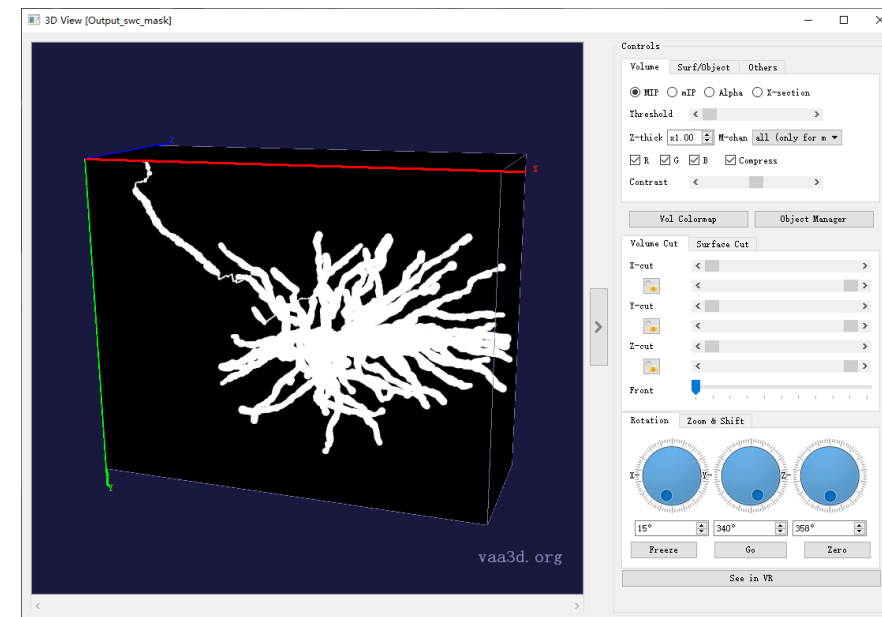 3D View [Output_swc_mask]
Controls
Volume Surf/Object Others
MIP mIP Alpha X-section
Threshold
Z-thick x1.00 M-chan all (only for m
R G B Compress
Contrast
Vol Colormap Object Manager
Volume Cut Surface Cut
X-cut
Y-cut
Z-cut
Front
Rotation Zoom & Shift
X- Y- Z-
15° 340° 358°
Freeze Go Zero
See in VR
Z
X
Y
vaa3d.org